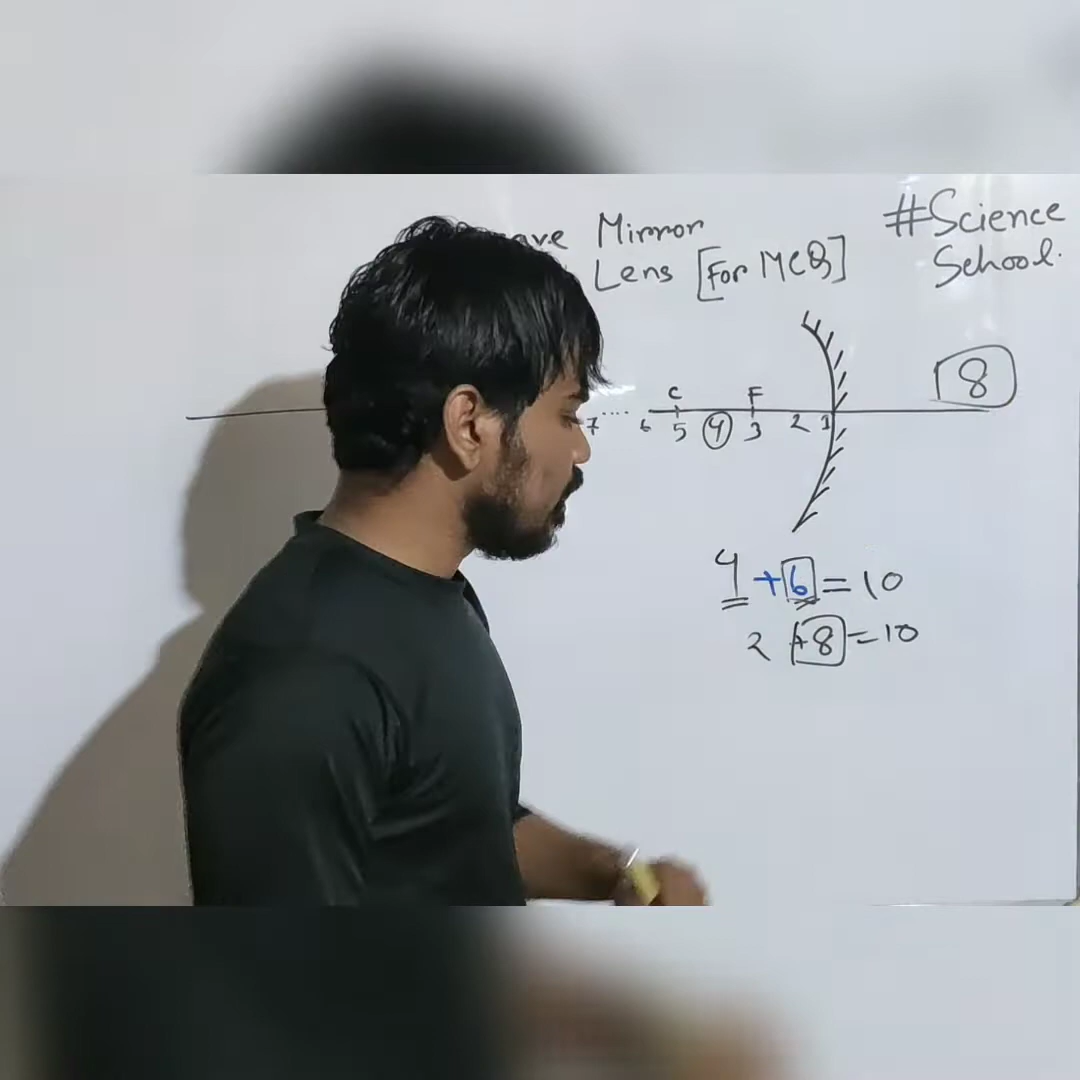 Mirror
Lens [For MCQ]
#Science
School.
C F
8
7 .... 6 5 4 3 2 1
4 + 6 = 10
2 +8 = 10